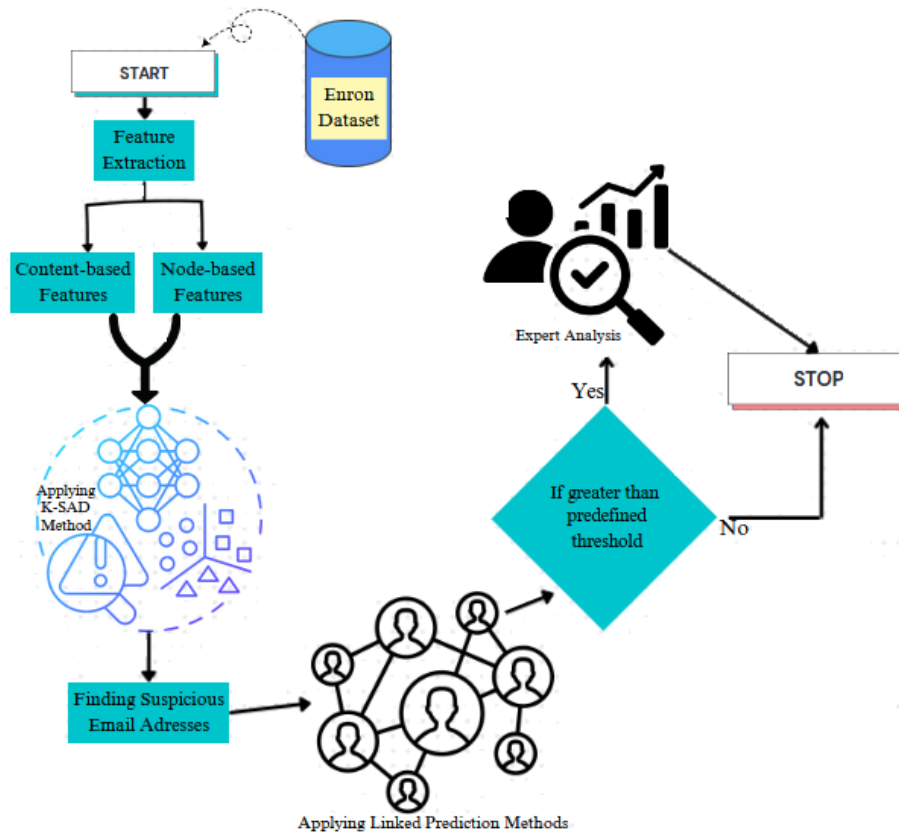 START
Enron
Dataset
Feature
Extraction
Content-based
Features
Node-based
Features
Applying
K-SAD
Method
Finding Suspicious
Email Adresses
Applying Linked Prediction Methods
If greater than
predefined
threshold
Yes
No
Expert Analysis
STOP